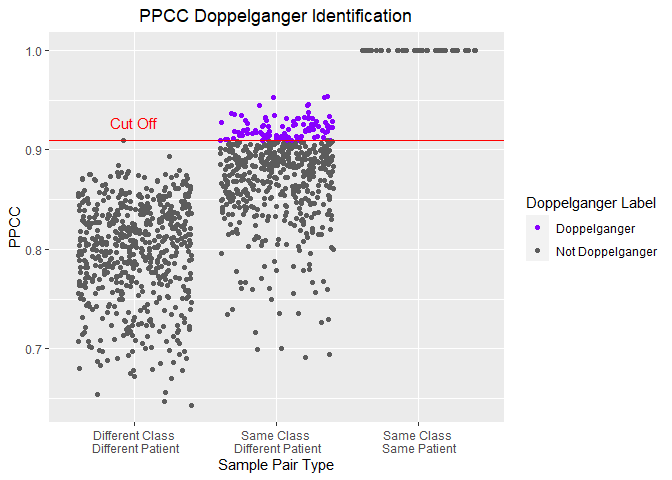 PPCC Doppelganger Identification
1.0
0.9
0.8
0.7
PPCC
Cut Off
Different Class
Different Patient
Same Class
Different Patient
Same Class
Same Patient
Sample Pair Type
Doppelganger Label
Doppelganger
Not Doppelganger